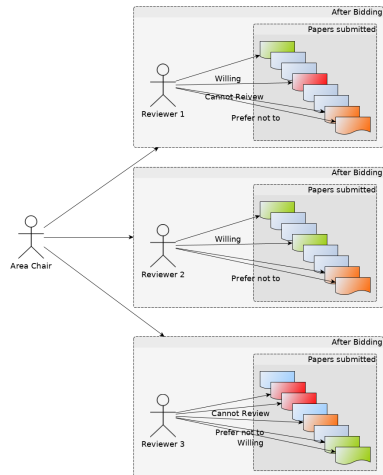 After Bidding
Papers submitted
Willing
Cannot Reivew
Reviewer 1
Prefer not to
After Bidding
Papers submitted
Willing
Area Chair
Reviewer 2
Prefer not to
After Bidding
Papers submitted
Cannot Review
Prefer not to
Reviewer 3
Willing